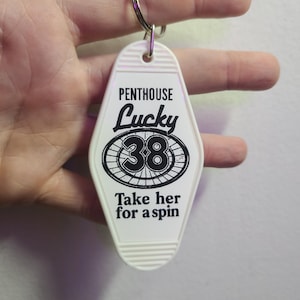 PENTHOUSE
Lucky
38
Take her
for a spin